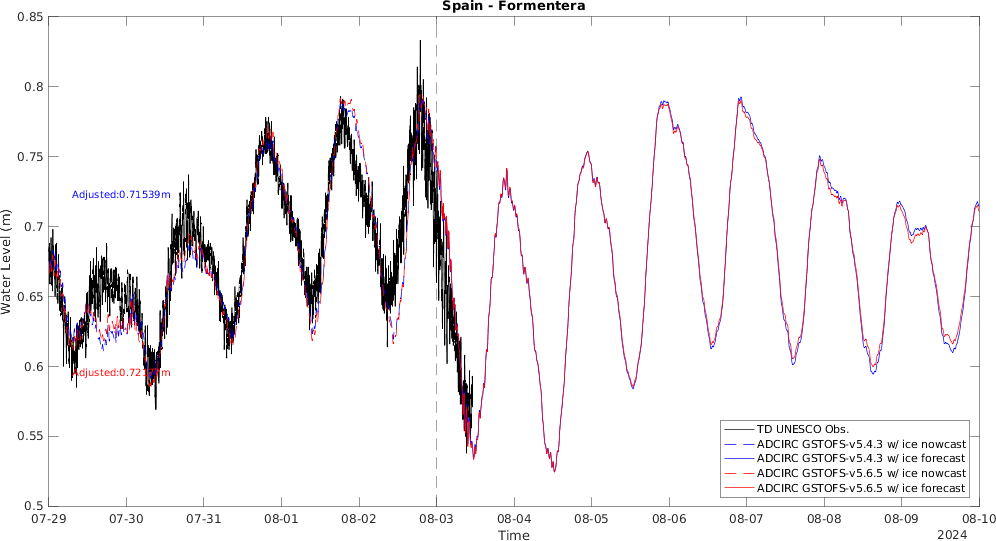 Spain - Formentera
0.85
0.8
0.75
0.7
0.65
0.6
0.55
0.5
Water Level (m)
Adjusted:0.71539m
TD UNESCO Obs.
ADCIRC GSTOFS-v5.4.3 w/ ice nowcast
ADCIRC GSTOFS-v5.4.3 w/ ice forecast
ADCIRC GSTOFS-v5.6.5 w/ ice nowcast
ADCIRC GSTOFS-v5.6.5 w/ ice forecast
07-29 07-30 07-31 08-01 08-02 08-03 08-04 08-05 08-06 08-07 08-08 08-09 08-10
Time
2024